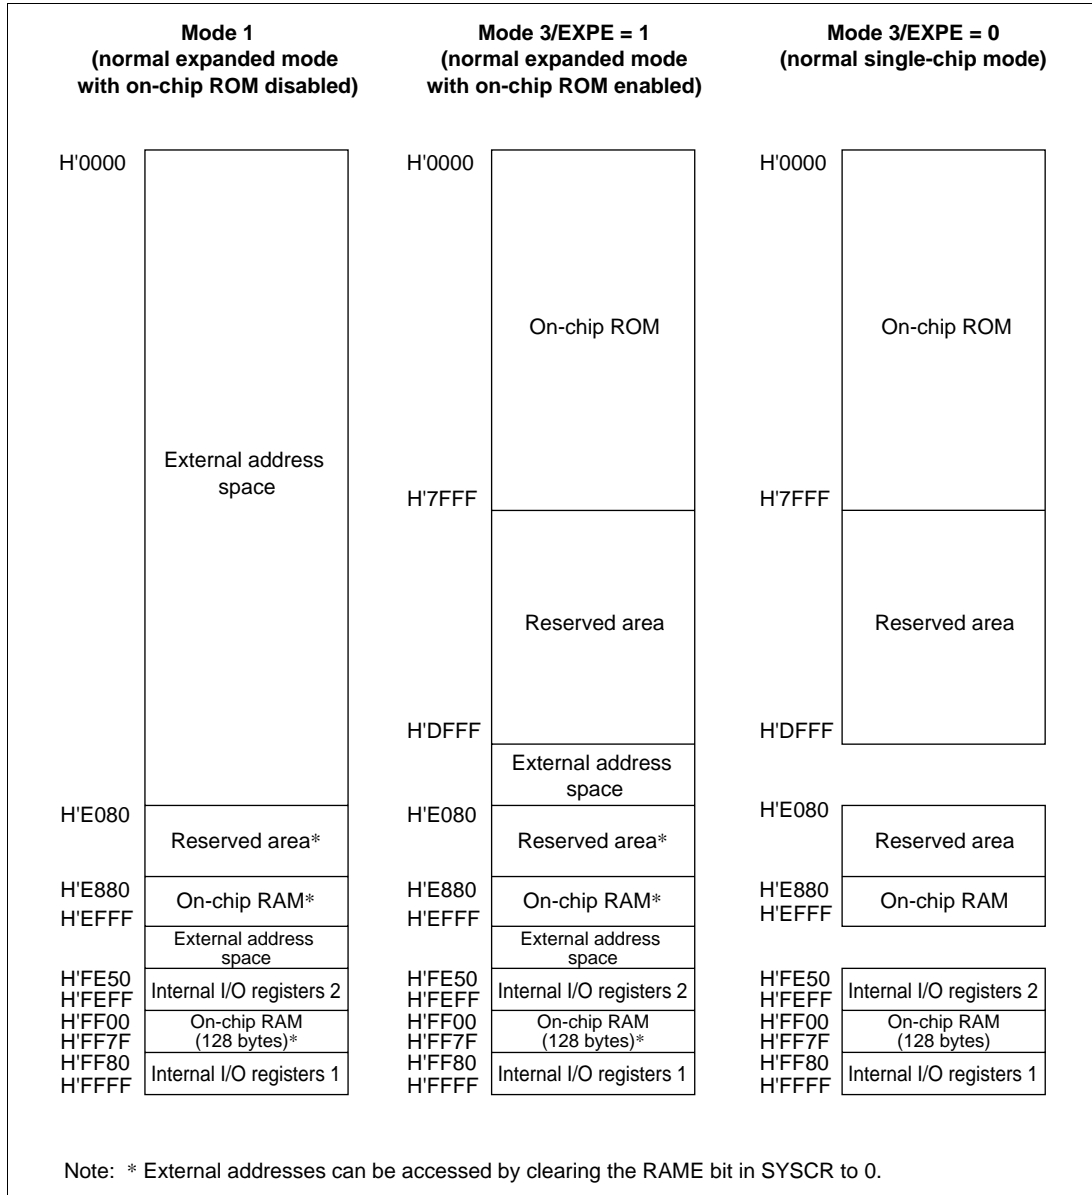 Mode 1
(normal expanded mode
with on-chip ROM disabled)
H'0000
External address
space
H'E080
Reserved area*
H'E880
On-chip RAM*
H'EFFF
External address
space
H'FE50
Internal I/O registers 2
H'FEFF
H'FF00
On-chip RAM
(128 bytes)*
H'FF7F
H'FF80
Internal I/O registers 1
H'FFFF
Mode 3/EXPE = 1
(normal expanded mode
with on-chip ROM enabled)
H'0000
On-chip ROM
H'7FFF
Reserved area
H'DFFF
External address
space
H'E080
Reserved area*
H'E880
On-chip RAM*
H'EFFF
External address
space
H'FE50
Internal I/O registers 2
H'FEFF
H'FF00
On-chip RAM
(128 bytes)*
H'FF7F
H'FF80
Internal I/O registers 1
H'FFFF
Mode 3/EXPE = 0
(normal single-chip mode)
H'0000
On-chip ROM
H'7FFF
Reserved area
H'DFFF
H'E080
Reserved area
H'E880
On-chip RAM
H'EFFF
H'FE50
Internal I/O registers 2
H'FEFF
H'FF00
On-chip RAM
(128 bytes)
H'FF7F
H'FF80
Internal I/O registers 1
H'FFFF
Note: * External addresses can be accessed by clearing the RAME bit in SYSCR to 0.